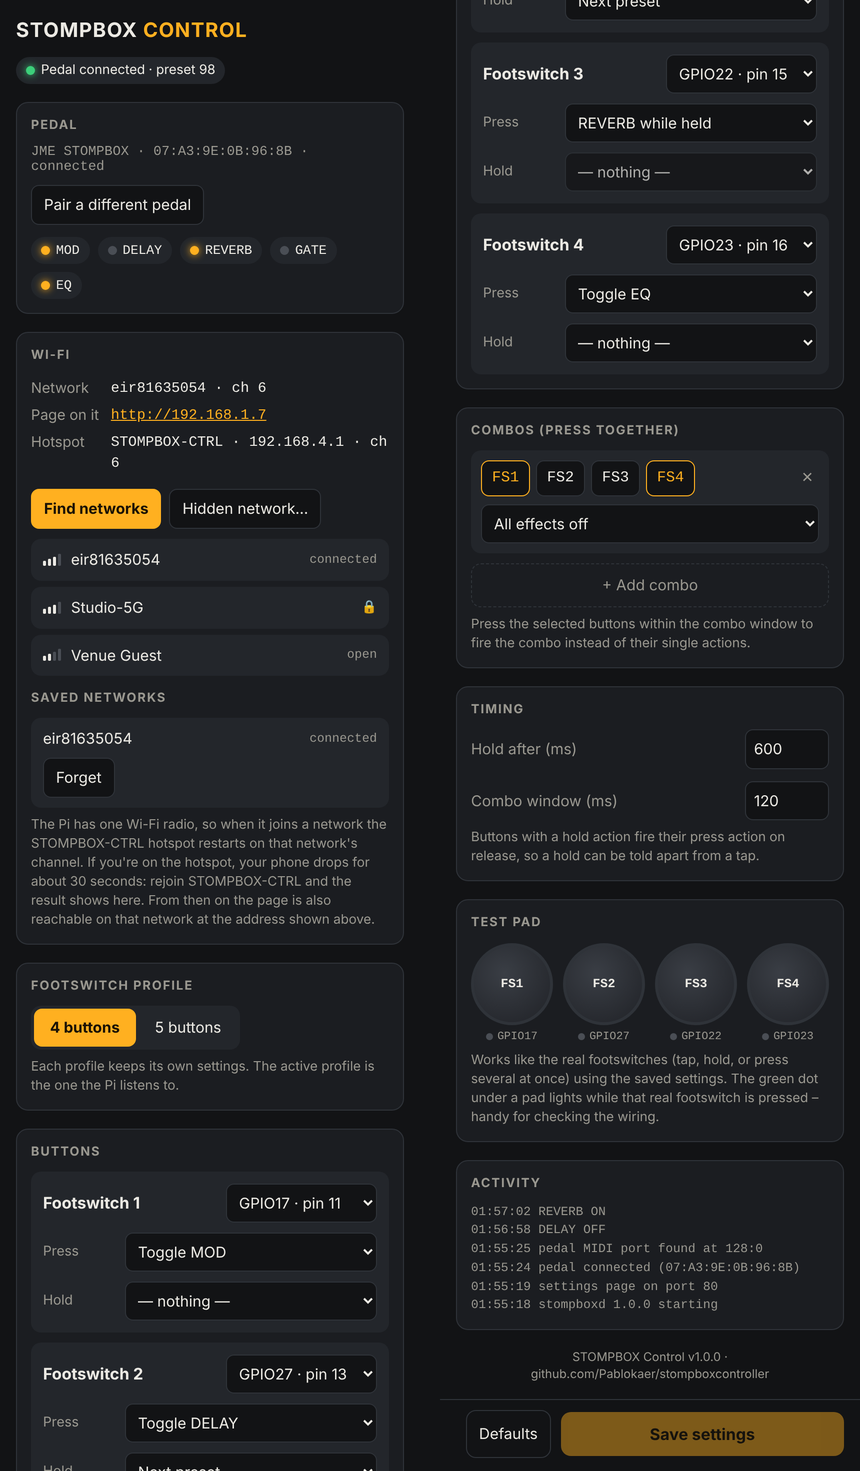 STOMPBOX CONTROL
Pedal connected · preset 98
PEDAL
JME STOMPBOX · 07:A3:9E:0B:96:8B ·
connected
Pair a different pedal
MOD DELAY REVERB GATE
EQ
WI-FI
Network eir81635054 · ch 6
Page on it http://192.168.1.7
Hotspot STOMPBOX-CTRL · 192.168.4.1 · ch
6
Find networks Hidden network...
eir81635054 connected
Studio-5G
Venue Guest open
SAVED NETWORKS
eir81635054 connected
Forget
The Pi has one Wi-Fi radio, so when it joins a network the
STOMPBOX-CTRL hotspot restarts on that network's
channel. If you're on the hotspot, your phone drops for
about 30 seconds: rejoin STOMPBOX-CTRL and the
result shows here. From then on the page is also
reachable on that network at the address shown above.
FOOTSWITCH PROFILE
4 buttons 5 buttons
Each profile keeps its own settings. The active profile is
the one the Pi listens to.
BUTTONS
Footswitch 1 GPIO17 · pin 11
Press Toggle MOD
Hold — nothing —
Footswitch 2 GPIO27 · pin 13
Press Toggle DELAY
Hold Next preset
Hold Next preset
Footswitch 3 GPIO22 · pin 15
Press REVERB while held
Hold — nothing —
Footswitch 4 GPIO23 · pin 16
Press Toggle EQ
Hold — nothing —
COMBOS (PRESS TOGETHER)
FS1 FS2 FS3 FS4 ×
All effects off
+ Add combo
Press the selected buttons within the combo window to
fire the combo instead of their single actions.
TIMING
Hold after (ms) 600
Combo window (ms) 120
Buttons with a hold action fire their press action on
release, so a hold can be told apart from a tap.
TEST PAD
FS1 FS2 FS3 FS4
GPIO17 GPIO27 GPIO22 GPIO23
Works like the real footswitches (tap, hold, or press
several at once) using the saved settings. The green dot
under a pad lights while that real footswitch is pressed –
handy for checking the wiring.
ACTIVITY
01:57:02 REVERB ON
01:56:58 DELAY OFF
01:55:25 pedal MIDI port found at 128:0
01:55:24 pedal connected (07:A3:9E:0B:96:8B)
01:55:19 settings page on port 80
01:55:18 stompboxd 1.0.0 starting
STOMPBOX Control v1.0.0 ·
github.com/Pablokaer/stompboxcontroller
Defaults Save settings